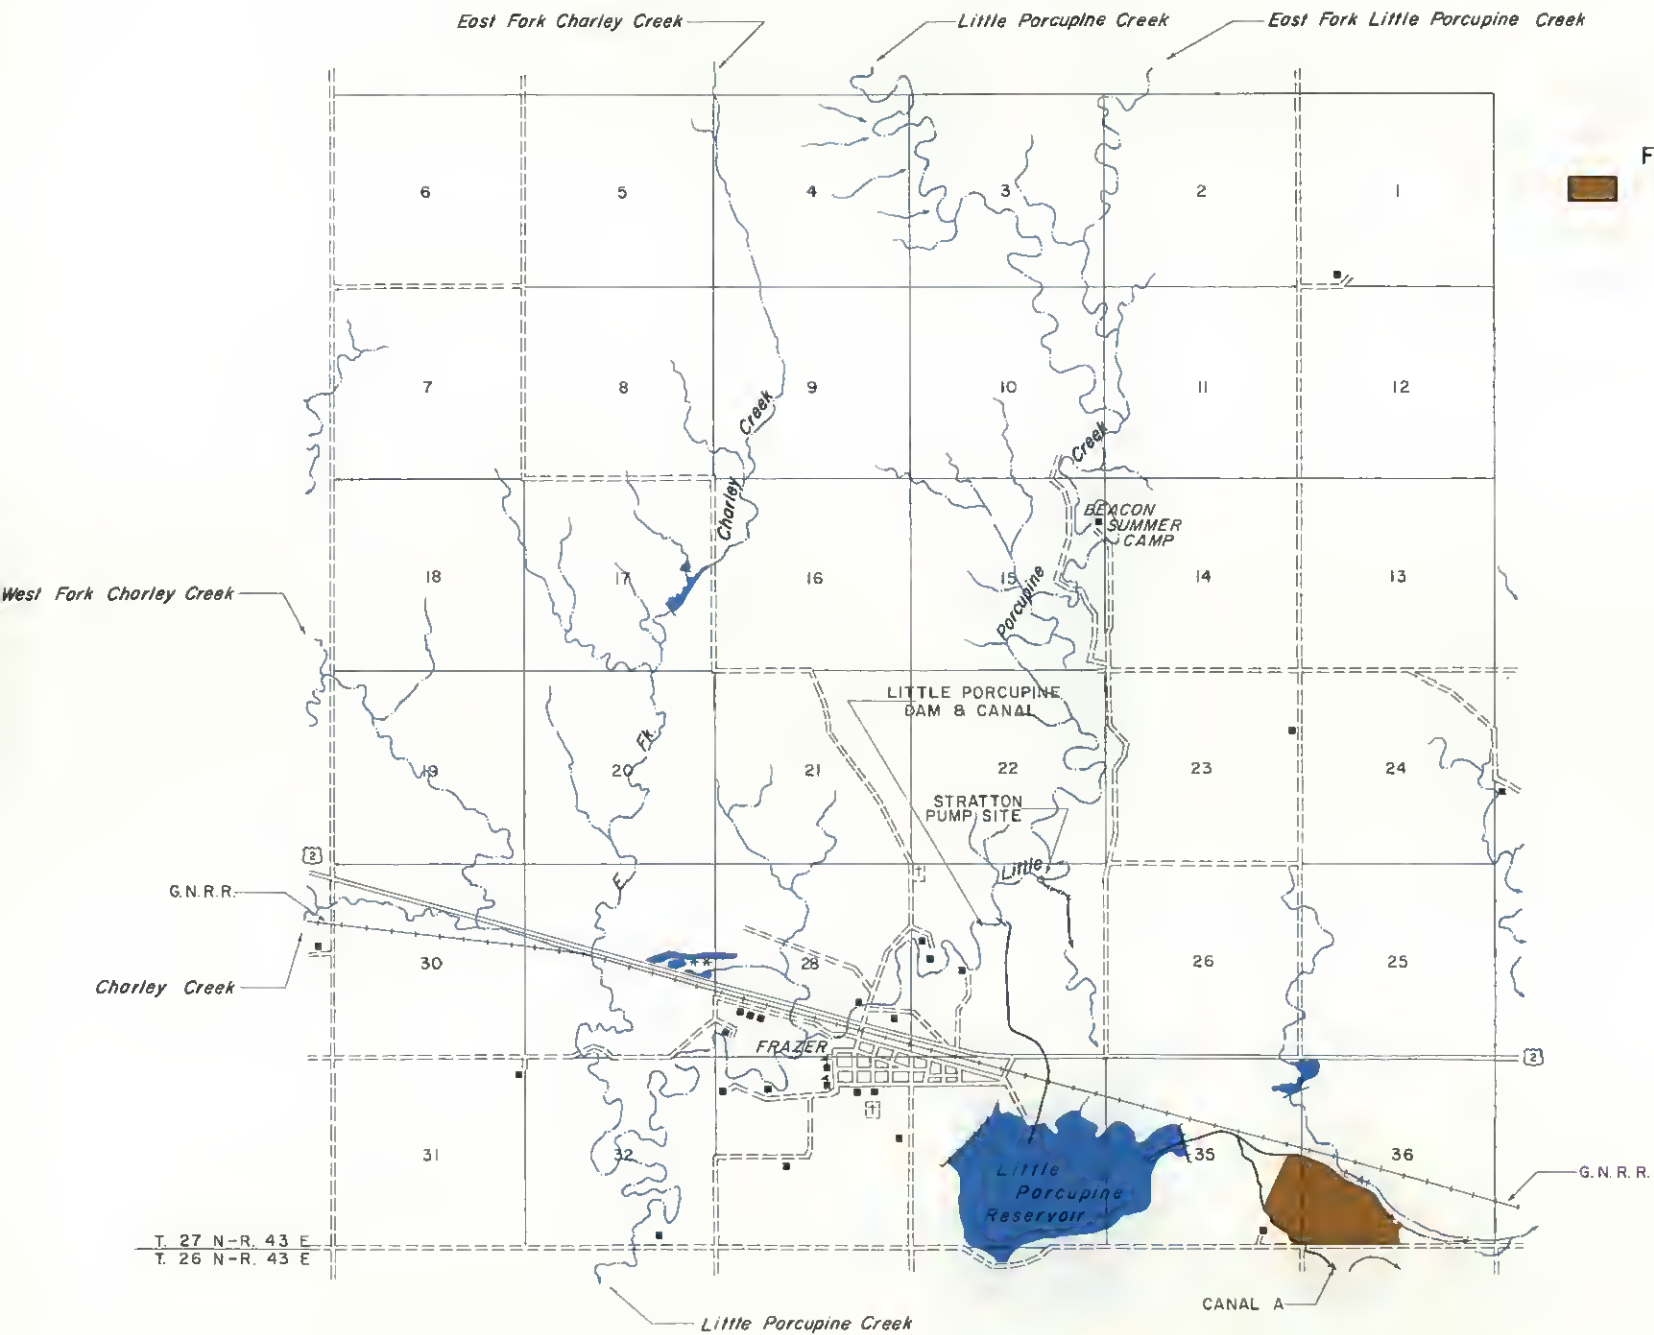 East Fork Charley Creek
Little Porcupine Creek
East Fork Little Porcupine Creek
F
6
5
4
3
2
1
7
8
9
10
11
12
Charley Creek
Creek
BEACON
SUMMER
CAMP
18
17
16
15
14
13
Porcupine
West Fork Charley Creek
LITTLE PORCUPINE
DAM & CANAL
Fk.
19
20
21
22
23
24
STRATTON
PUMP SITE
2
Little
E.
G.N.R.R.
30
**
28
26
25
Charley Creek
FRAZER
2
31
32
35
36
Little
Porcupine
Reservoir
G.N.R.R.
T. 27 N-R. 43 E
T. 26 N-R. 43 E
CANAL A
Little Porcupine Creek